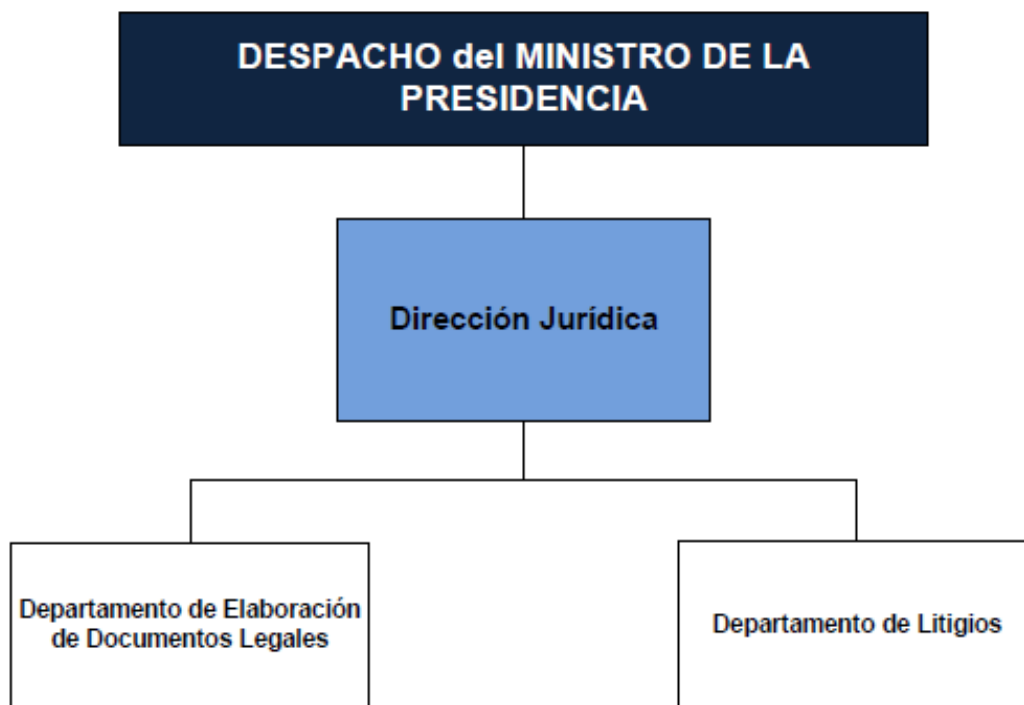 DESPACHO del MINISTRO DE LA
PRESIDENCIA
Dirección Jurídica
Departamento de Elaboración
de Documentos Legales
Departamento de Litigios